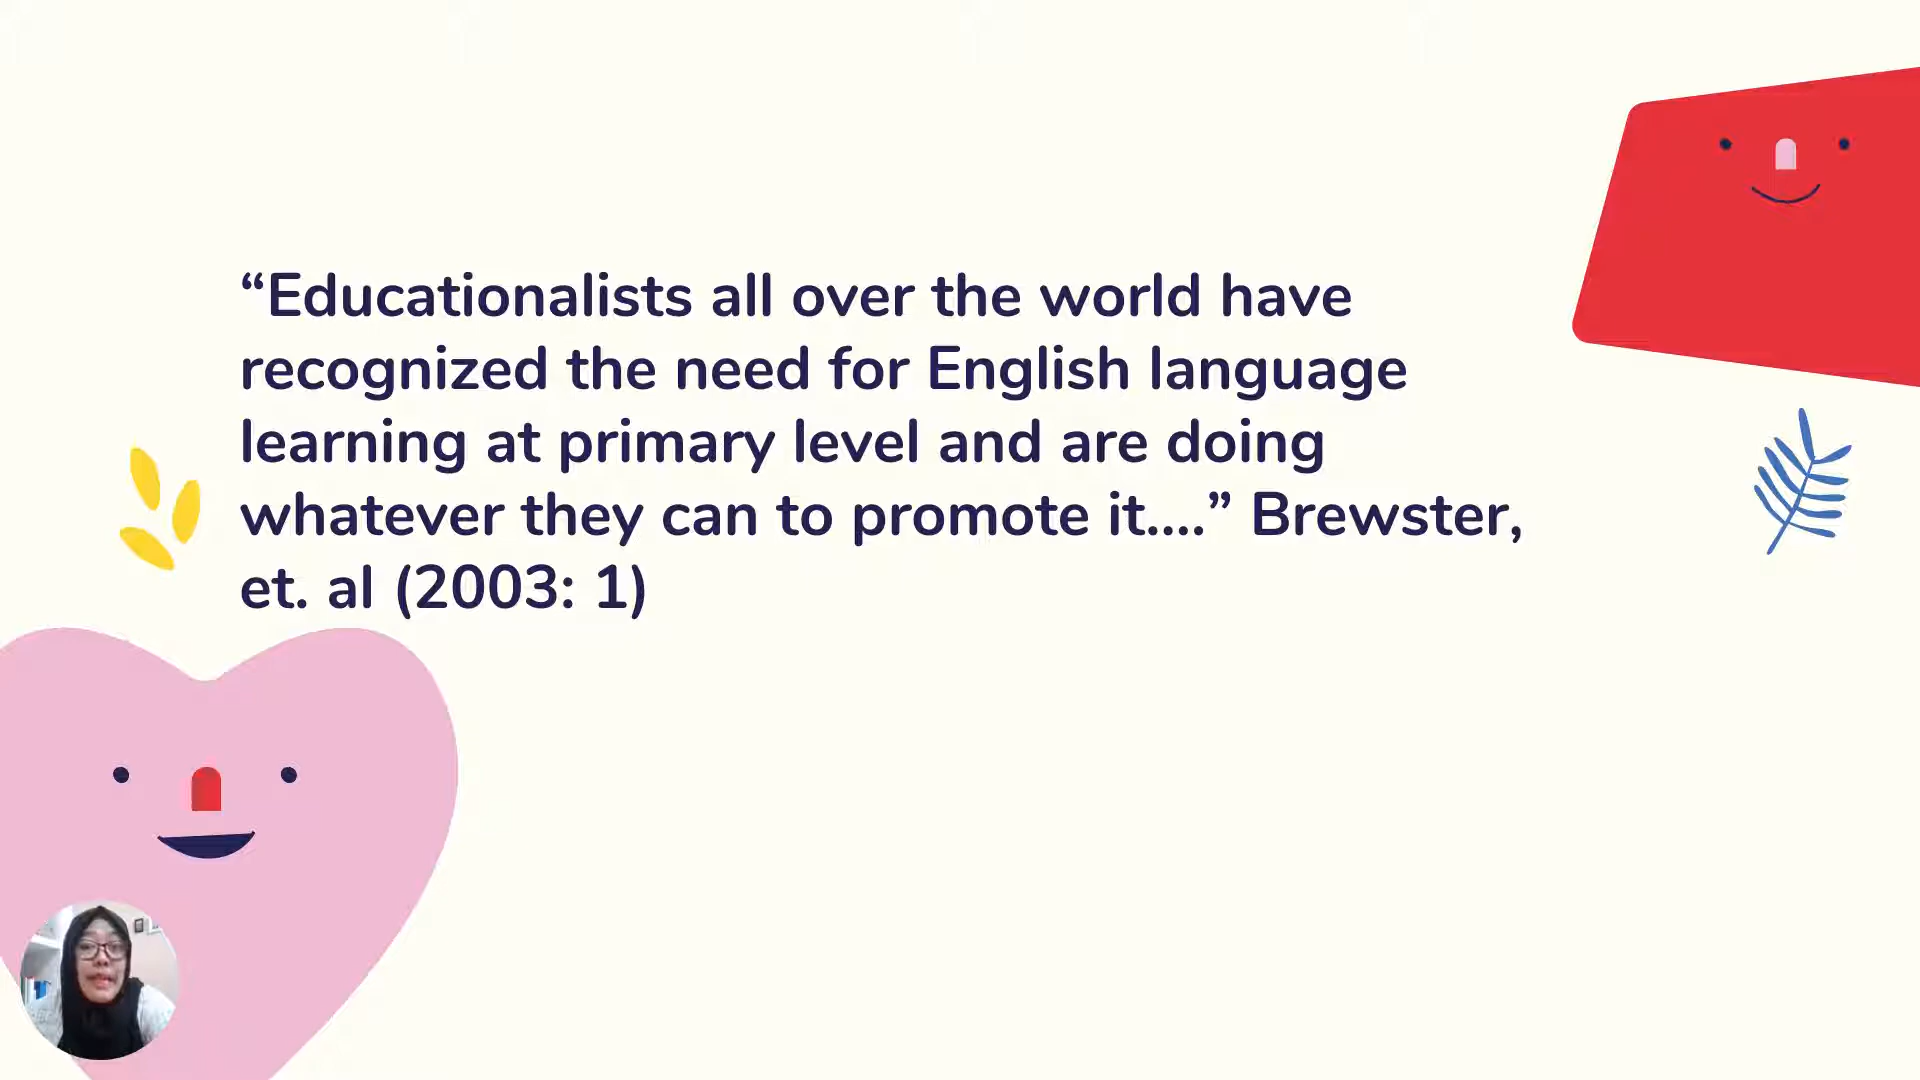 “Educationalists all over the world have
recognized the need for English language
learning at primary level and are doing
whatever they can to promote it....” Brewster,
et. al (2003: 1)